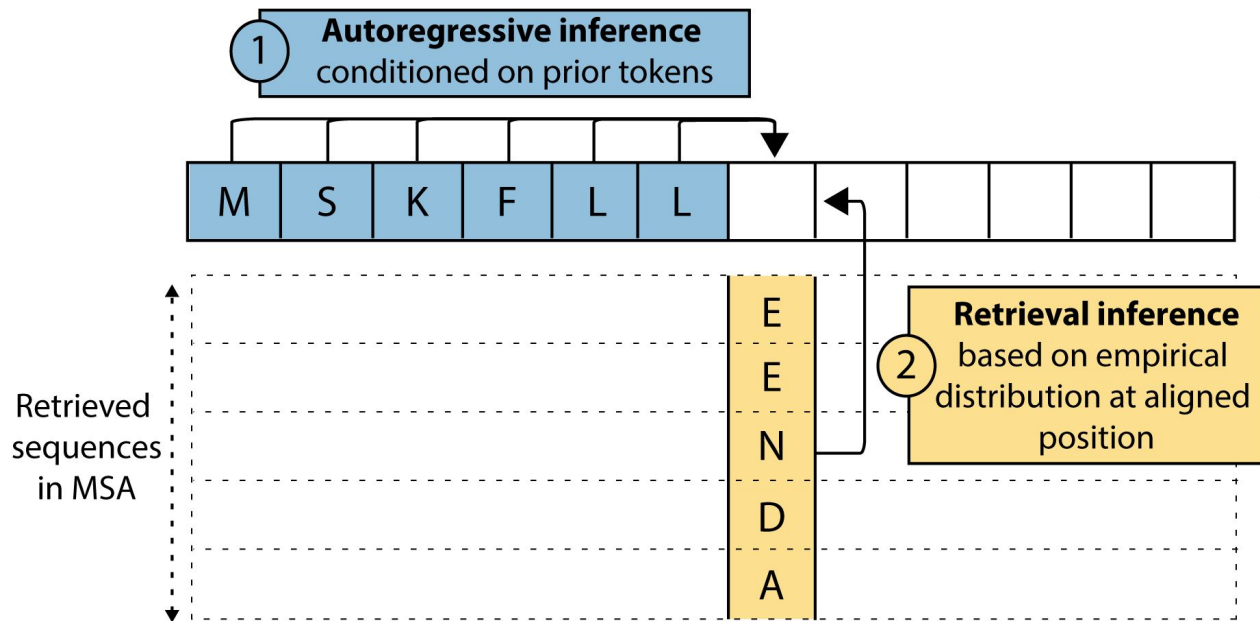 1
Autoregressive inference
conditioned on prior tokens
M S K F L L
E
E
N
D
A
Retrieved
sequences
in MSA
2
Retrieval inference
based on empirical
distribution at aligned
position